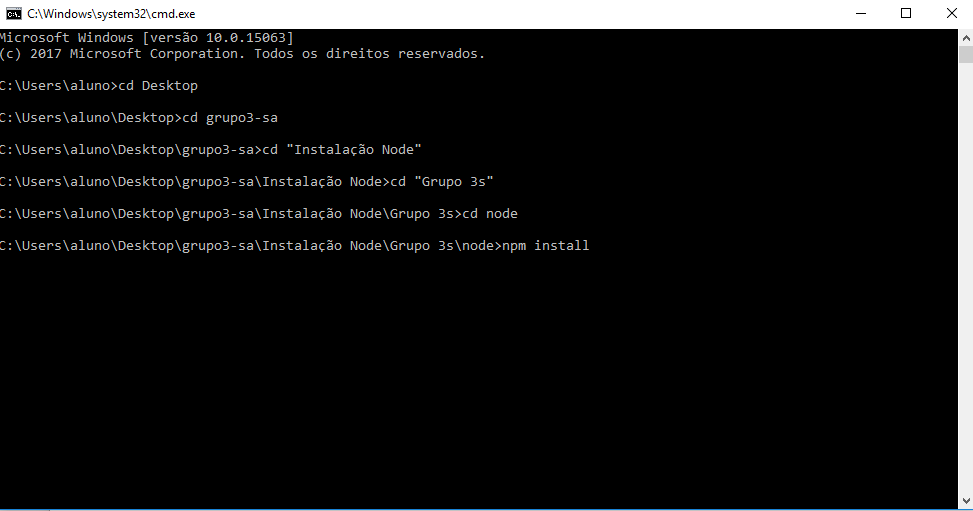 C:\Windows\system32\cmd.exe
Microsoft Windows [versão 10.0.15063]
(c) 2017 Microsoft Corporation. Todos os direitos reservados.
C:\Users\aluno>cd Desktop
C:\Users\aluno\Desktop>cd grupo3-sa
C:\Users\aluno\Desktop\grupo3-sa>cd "Instalação Node"
C:\Users\aluno\Desktop\grupo3-sa\Instalação Node>cd "Grupo 3s"
C:\Users\aluno\Desktop\grupo3-sa\Instalação Node\Grupo 3s>cd node
C:\Users\aluno\Desktop\grupo3-sa\Instalação Node\Grupo 3s\node>npm install